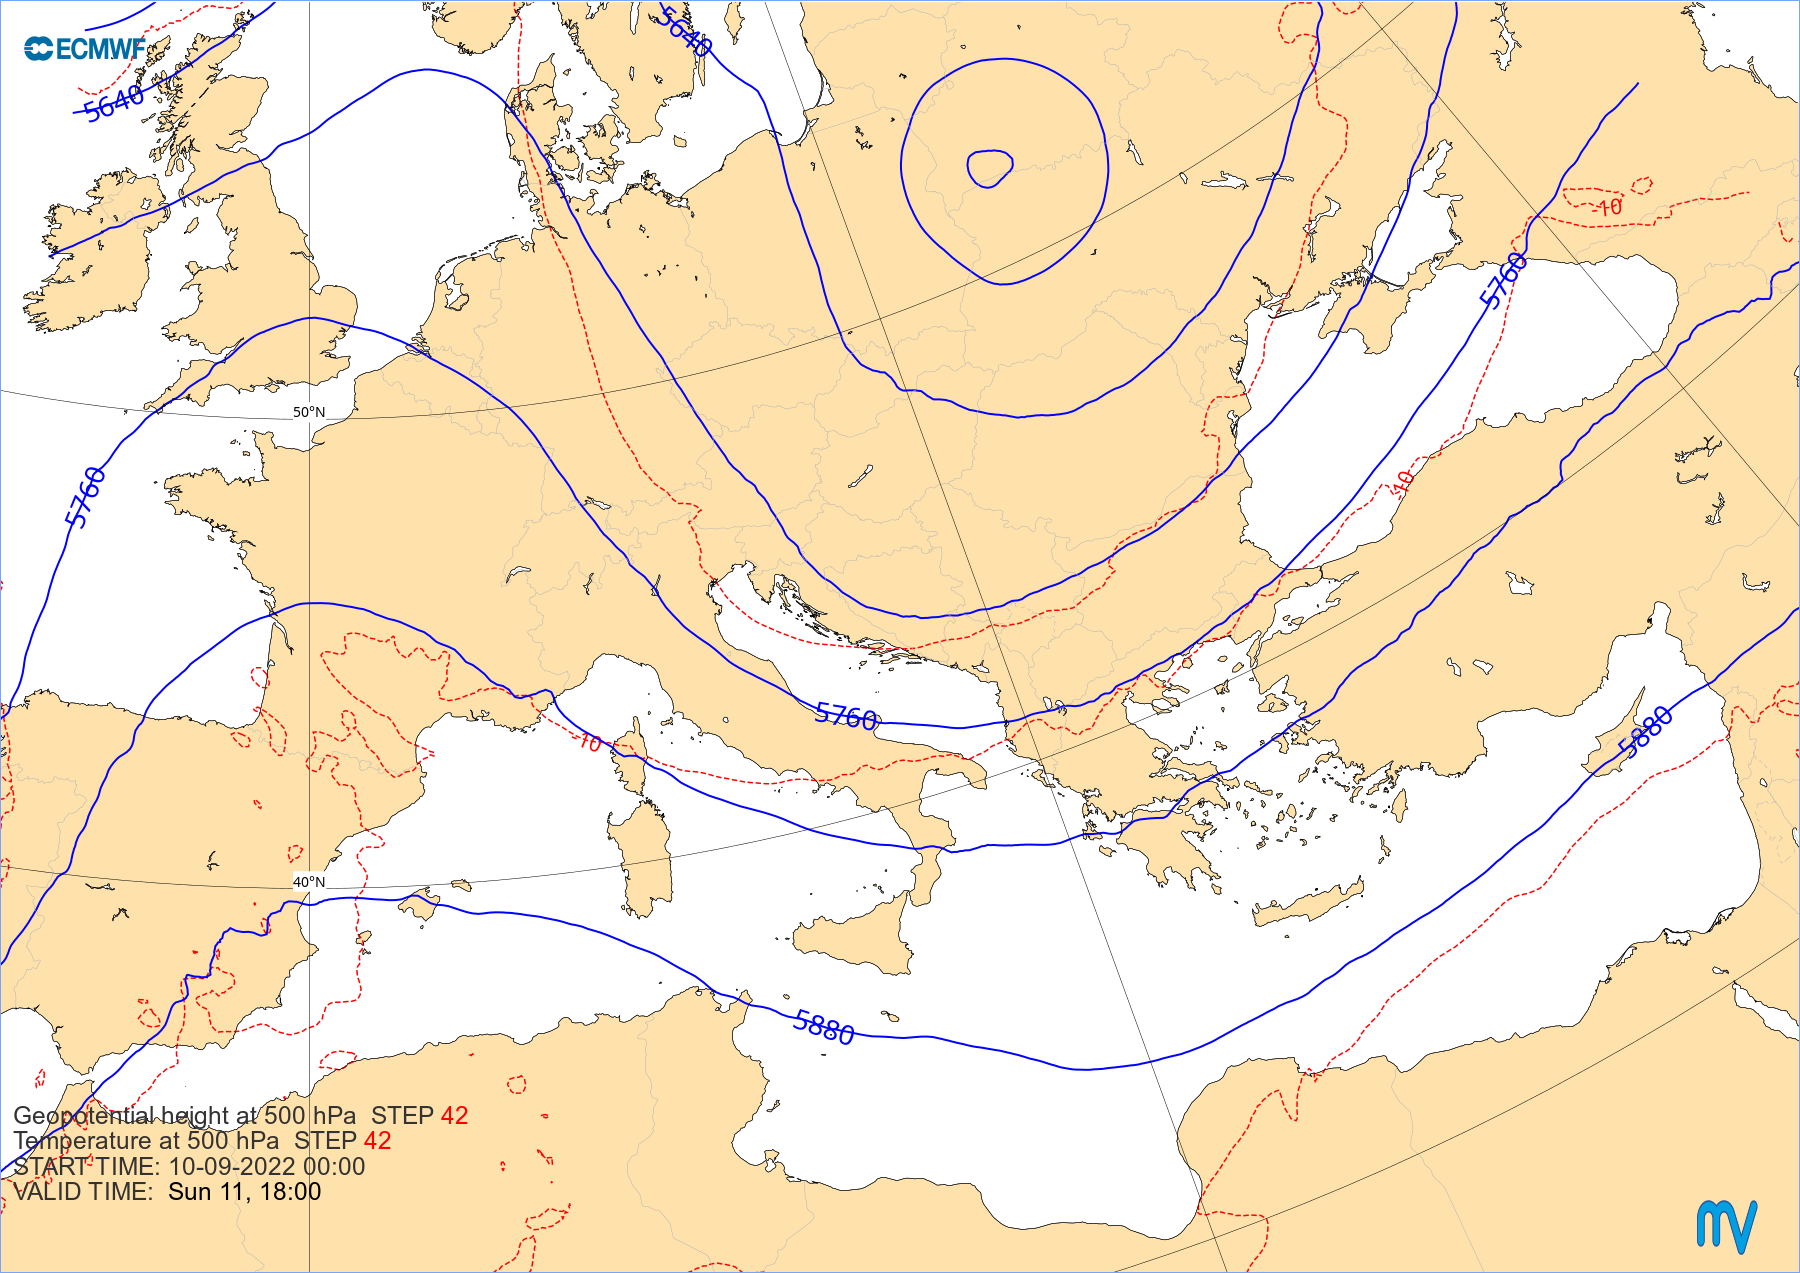 ECMWF
5640
5640
-10
5760
50°N
5760
-10
5760
-10
5880
40°N
5880
Geopotential height at 500 hPa STEP 42
Temperature at 500 hPa STEP 42
START TIME: 10-09-2022 00:00
VALID TIME: Sun 11, 18:00
mv